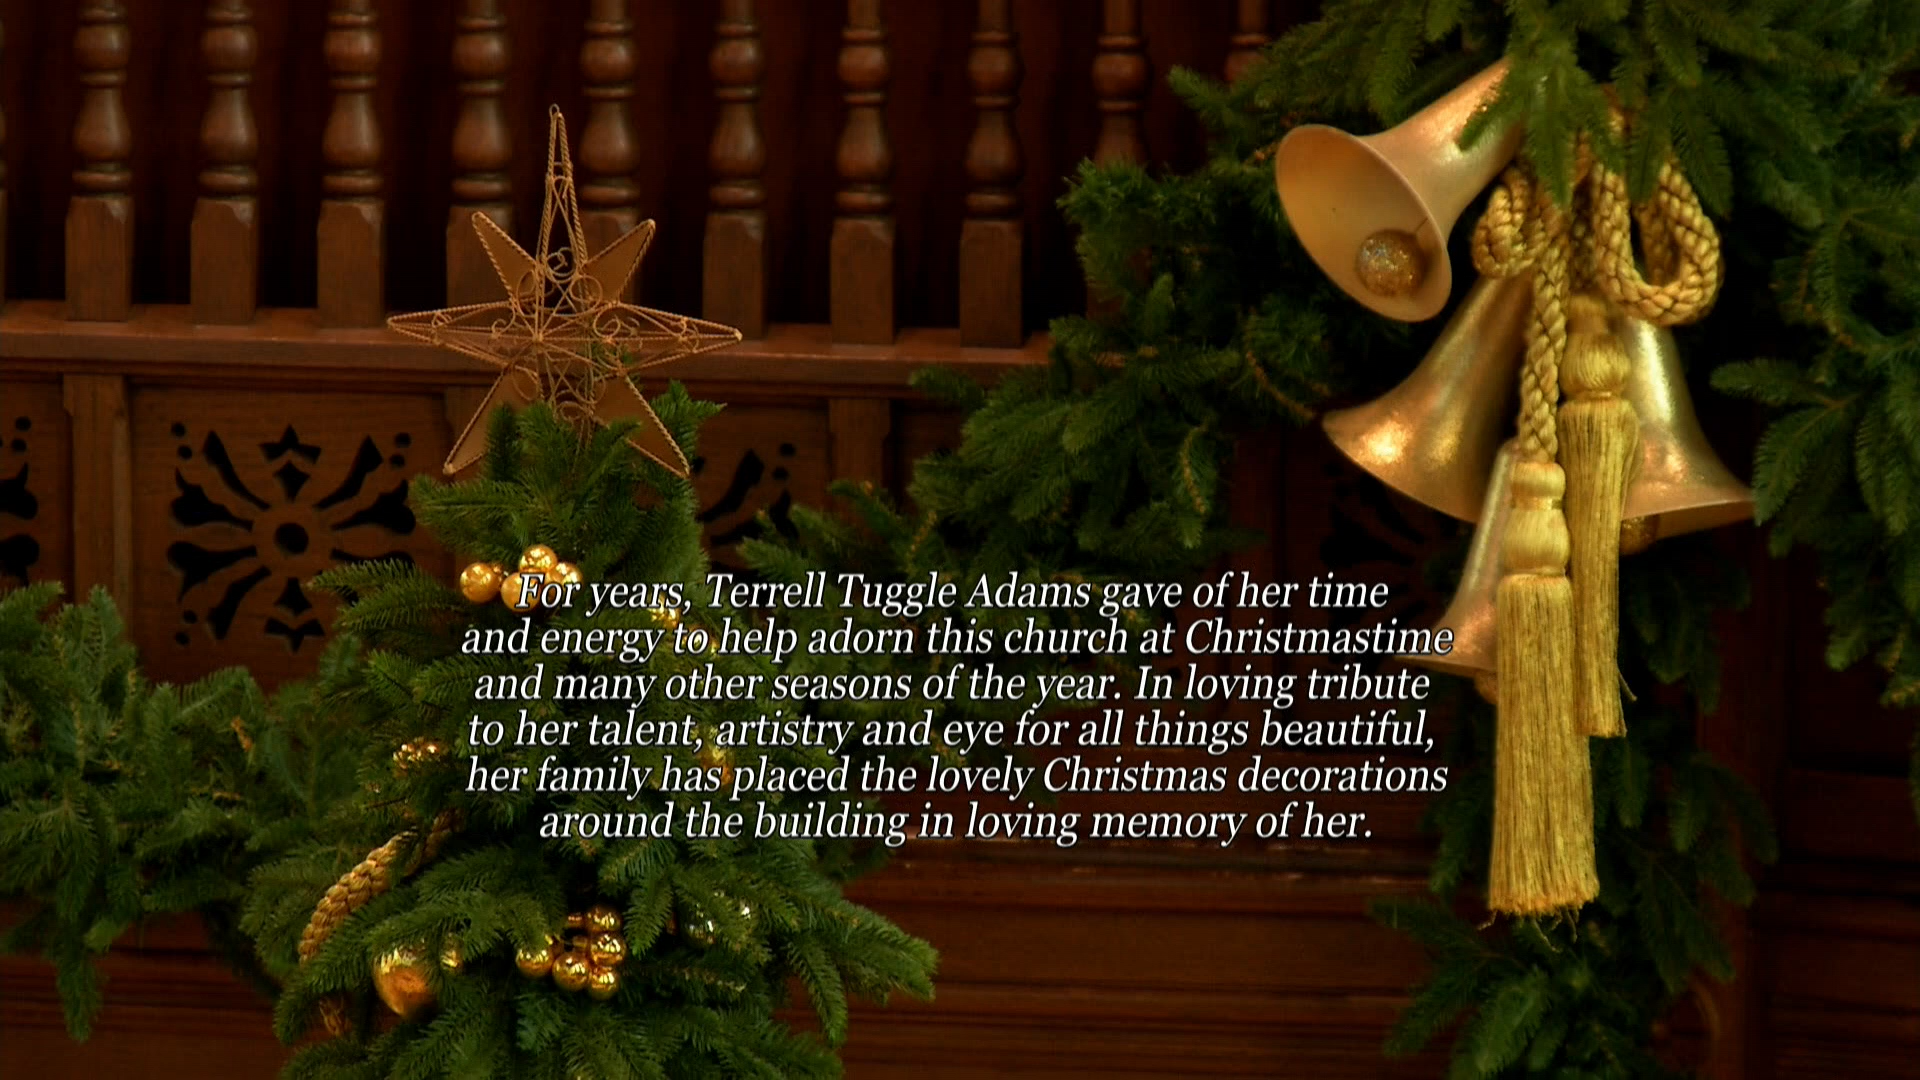 For years, Terrell Tuggle Adams gave of her time
and energy to help adorn this church at Christmastime
and many other seasons of the year. In loving tribute
to her talent, artistry and eye for all things beautiful,
her family has placed the lovely Christmas decorations
around the building in loving memory of her.